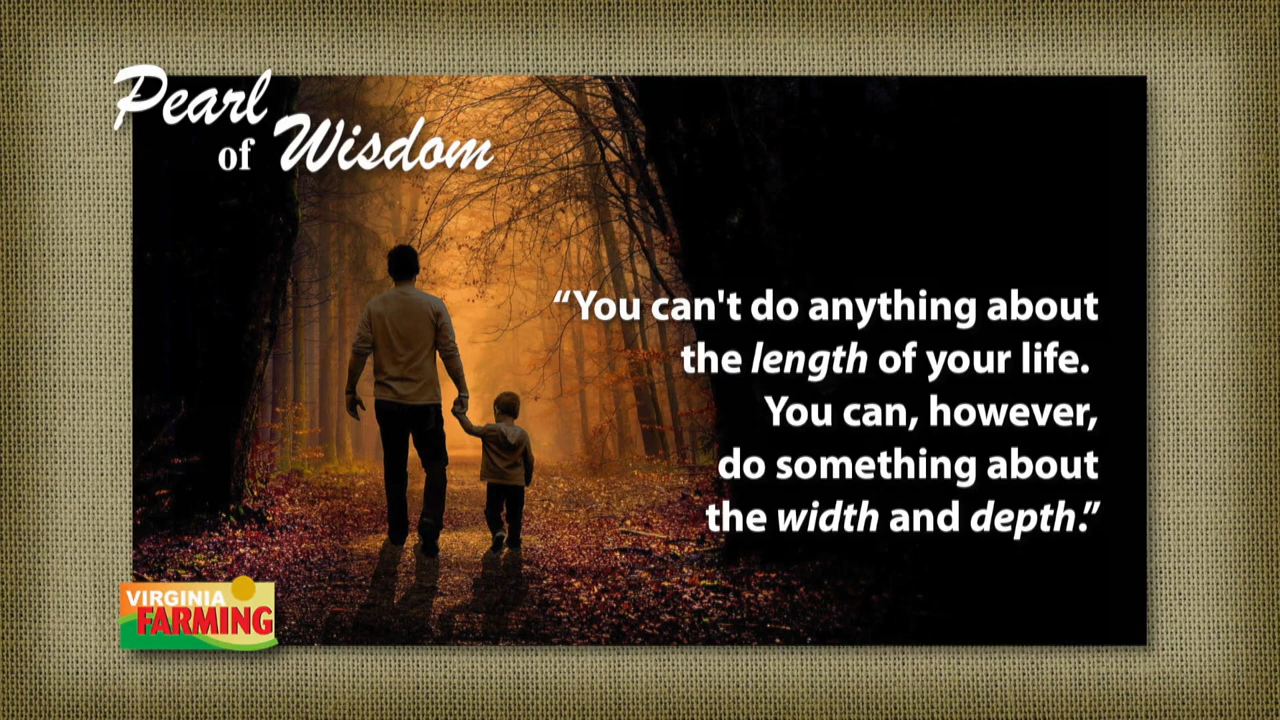 Pearl
of Wisdom
“You can't do anything about
the length of your life.
You can, however,
do something about
the width and depth.”
VIRGINIA
FARMING